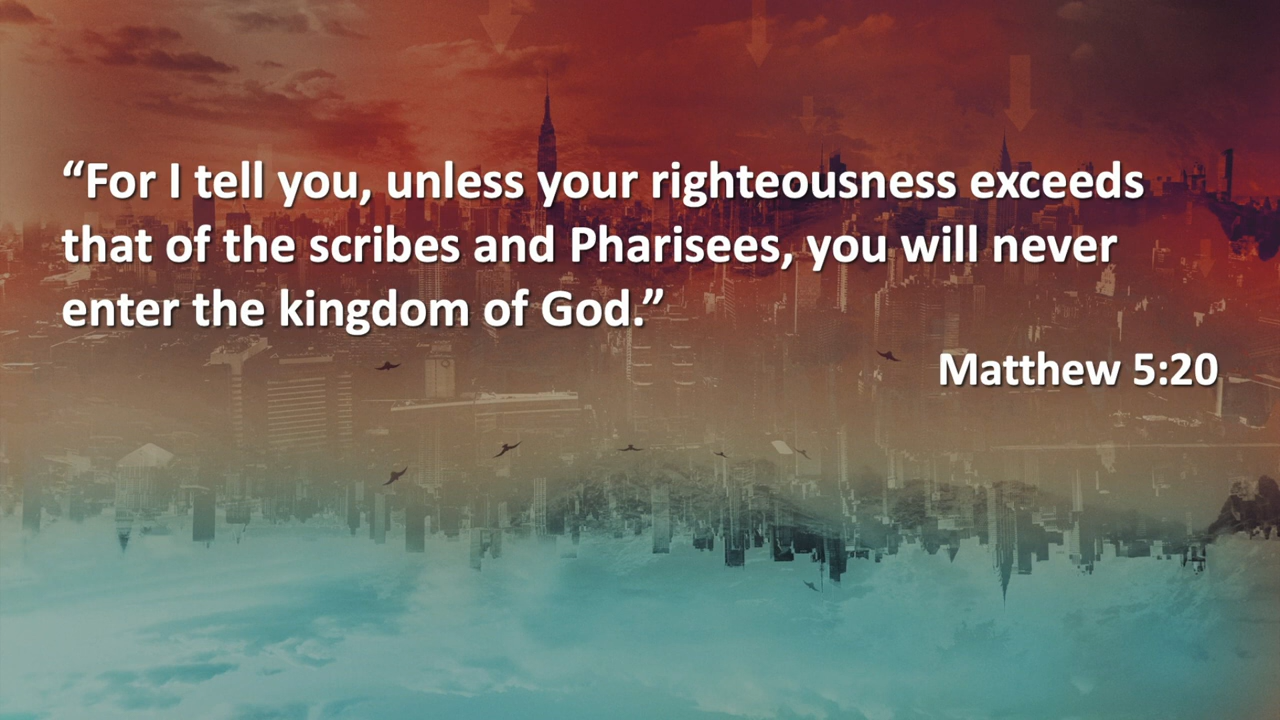 “For I tell you, unless your righteousness exceeds
that of the scribes and Pharisees, you will never
enter the kingdom of God.”
Matthew 5:20